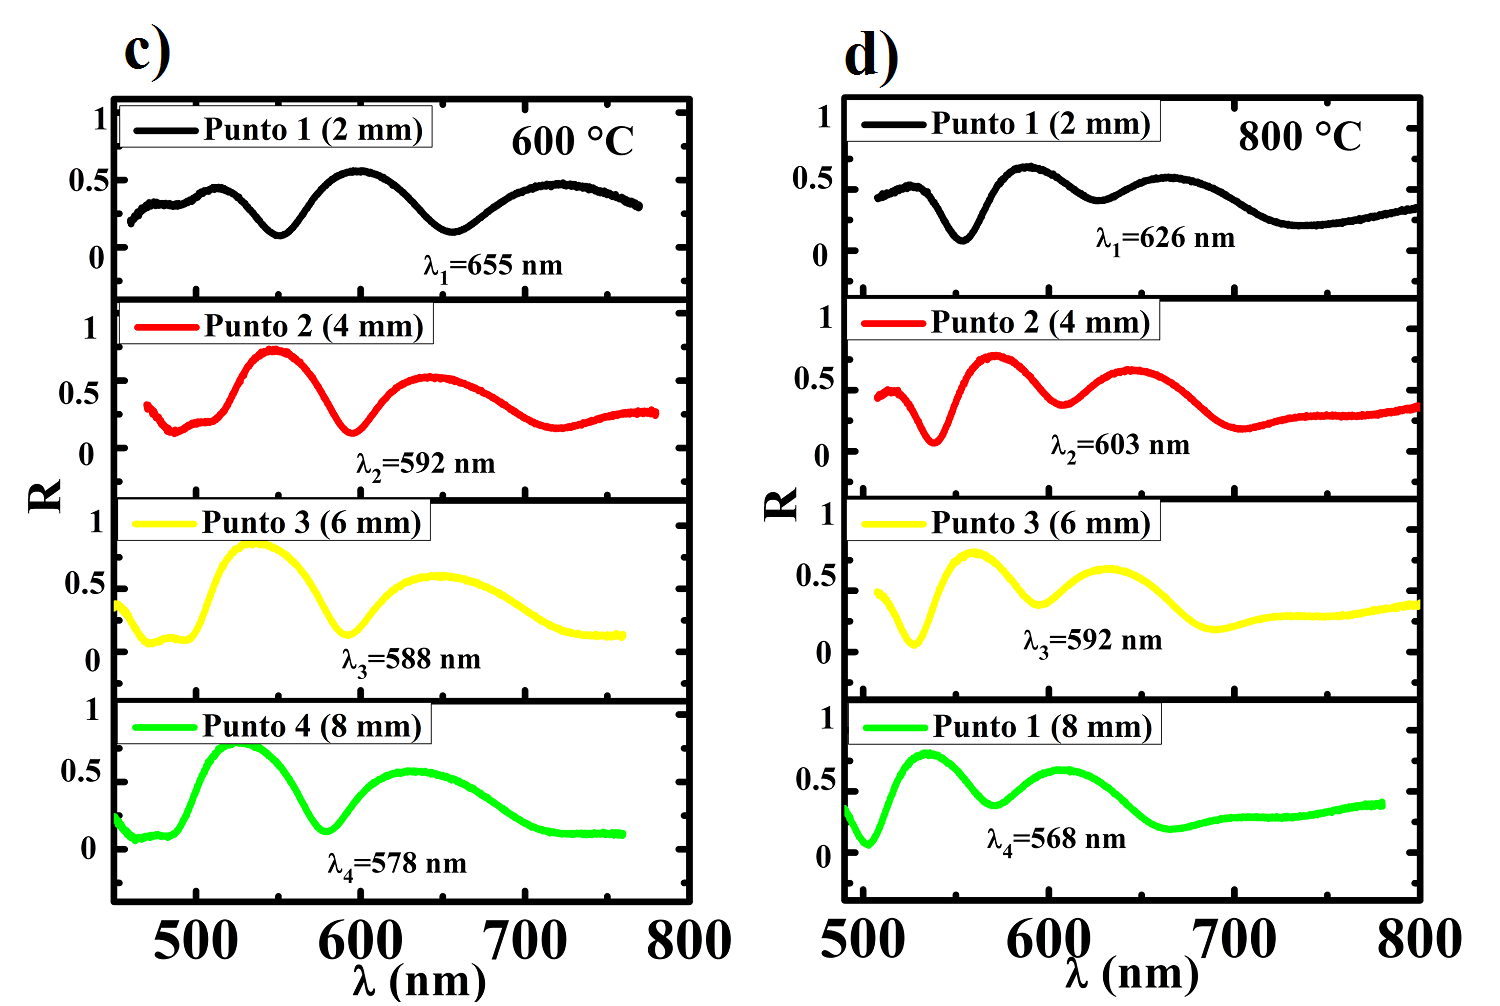 c)
Punto 1 (2 mm)
600 °C
1
0.5
0
λ1=655 nm
Punto 2 (4 mm)
1
0.5
0
λ2=592 nm
R
Punto 3 (6 mm)
1
0.5
0
λ3=588 nm
Punto 4 (8 mm)
1
0.5
0
λ4=578 nm
500 600 700 800
λ (nm)
d)
Punto 1 (2 mm)
800 °C
1
0.5
0
λ1=626 nm
Punto 2 (4 mm)
1
0.5
0
λ2=603 nm
R
Punto 3 (6 mm)
1
0.5
0
λ3=592 nm
Punto 1 (8 mm)
1
0.5
0
λ4=568 nm
500 600 700 800
λ (nm)